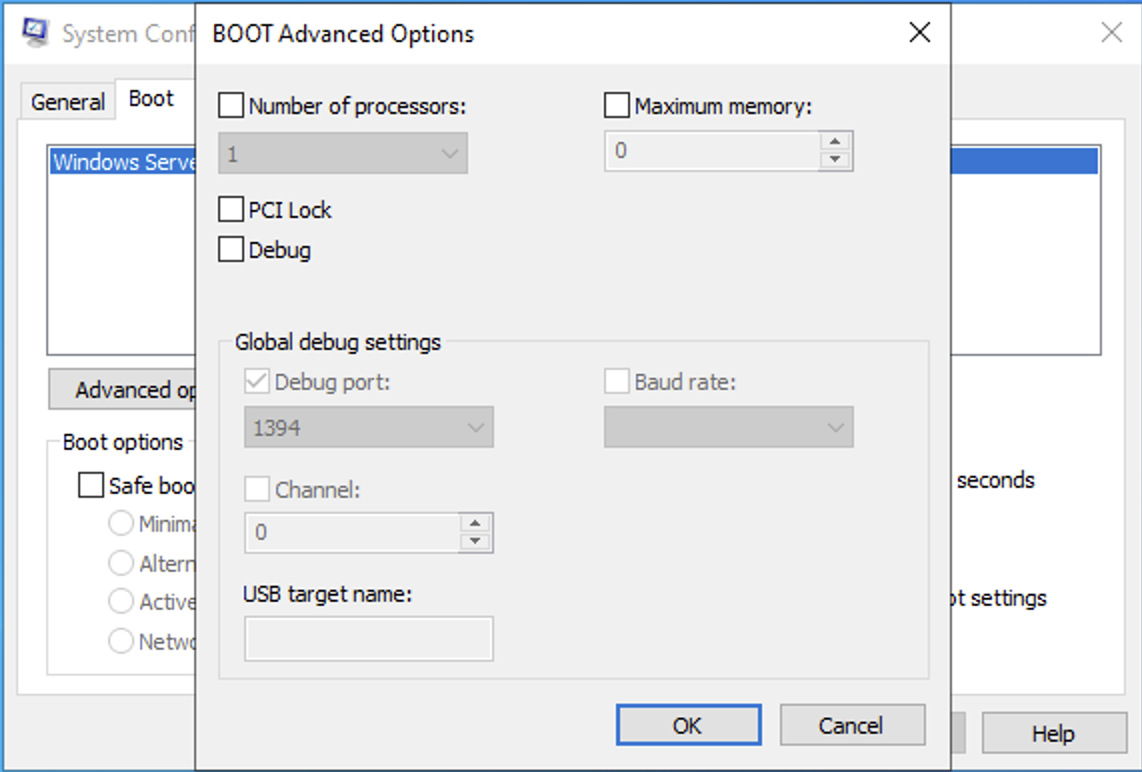 System Conf
BOOT Advanced Options
General
Boot
Number of processors:
Maximum memory:
1
0
Windows Serve
PCI Lock
Debug
Global debug settings
Debug port:
Baud rate:
1394
Advanced op
Boot options
Channel:
Safe boo
seconds
0
Minima
Altern
USB target name:
Active
ot settings
Netwo
OK
Cancel
Help